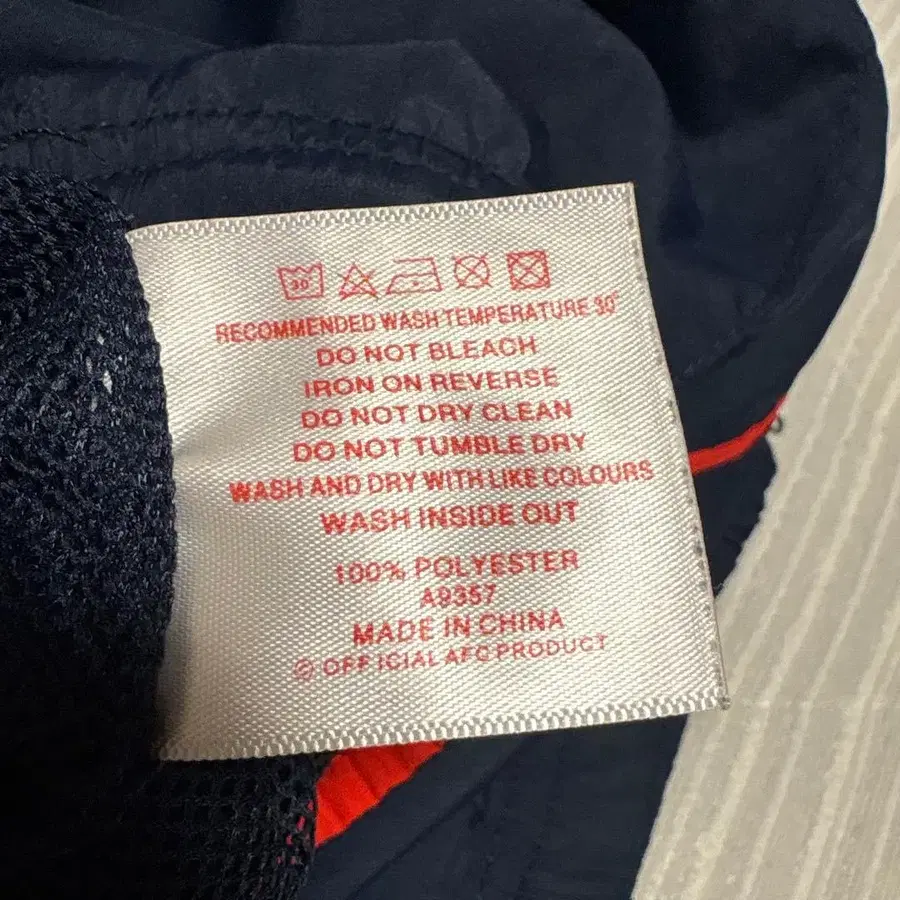 30
RECOMMENDED WASH TEMPERATURE 30°
DO NOT BLEACH
IRON ON REVERSE
DO NOT DRY CLEAN
DO NOT TUMBLE DRY
WASH AND DRY WITH LIKE COLOURS
WASH INSIDE OUT
100% POLYESTER
A9357
MADE IN CHINA
© OFFICIAL AFC PRODUCT